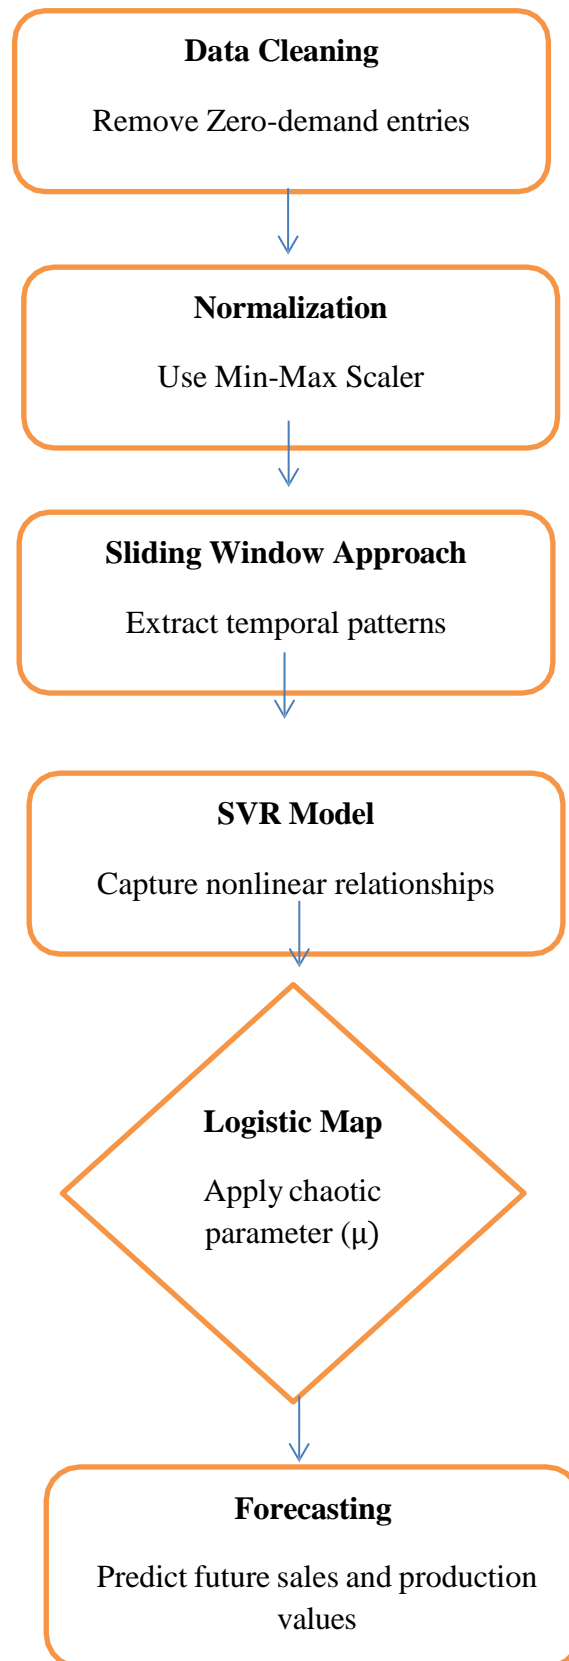 Data Cleaning
Remove Zero-demand entries
Normalization
Use Min-Max Scaler
Sliding Window Approach
Extract temporal patterns
SVR Model
Capture nonlinear relationships
Logistic Map
Apply chaotic
parameter (μ)
Forecasting
Predict future sales and production
values